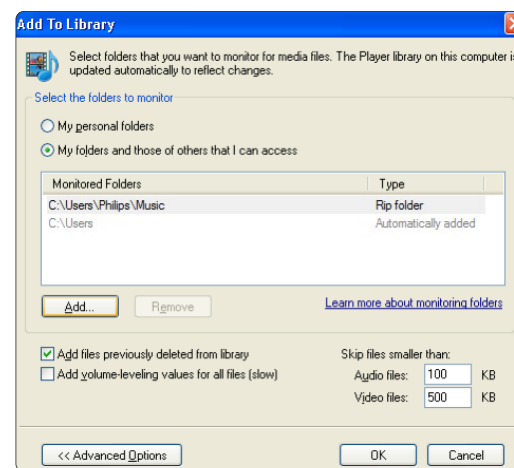 Add To Library
Select folders that you want to monitor for media files. The Player library on this computer is
updated automatically to reflect changes.
Select the folders to monitor
My personal folders
My folders and those of others that I can access
Monitored Folders Type
C:\Users\Philips\Music Rip folder
C:\Users Automatically added
Add... Remove Learn more about monitoring folders
Add files previously deleted from library Skip files smaller than:
Add volume-leveling values for all files (slow) Audio files: 100 KB
Video files: 500 KB
<< Advanced Options OK Cancel